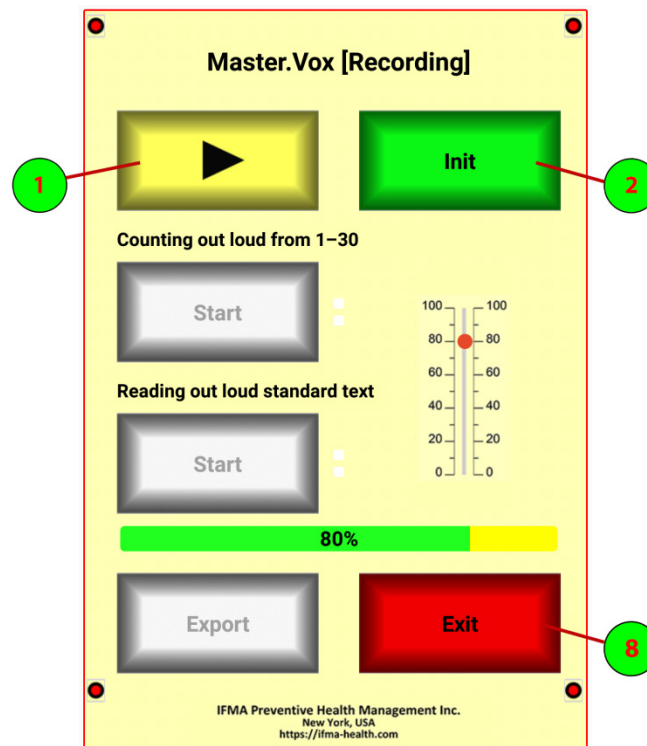 Master.Vox [Recording]
1
Init
2
Counting out loud from 1–30
Start
100 100
80 80
60 60
Reading out loud standard text
40 40
Start
20 20
0 0
80%
Export
Exit
8
IFMA Preventive Health Management Inc.
New York, USA
https://ifma-health.com